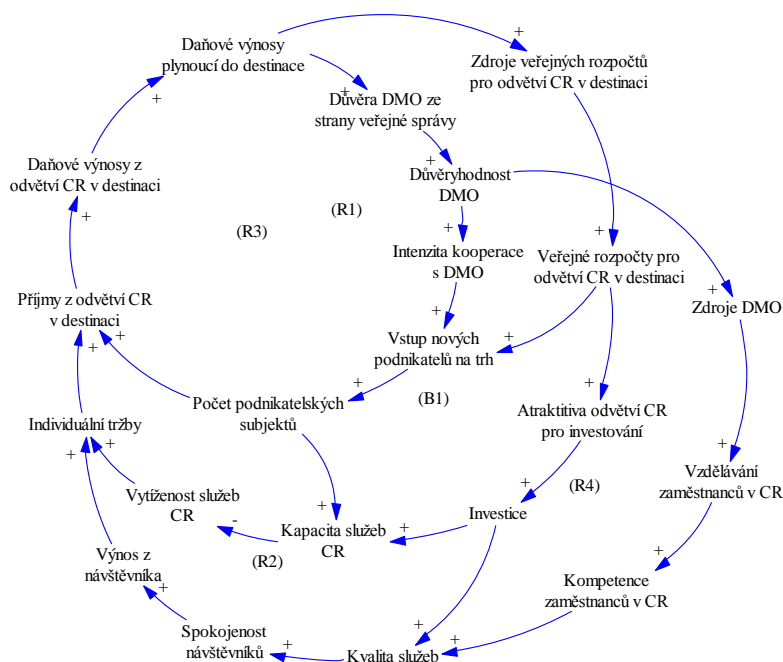 Daňové výnosy
plynoucí do destinace
+
Zdroje veřejných rozpočtů
pro odvětví CR v destinaci
+
+
Důvěra DMO ze
strany veřejné správy
Daňové výnosy z
odvětví CR v destinaci
+
Důvěryhodnost
DMO
+
(R3)
(R1)
+
Intenzita kooperace
s DMO
+
Veřejné rozpočty pro
odvětví CR v destinaci
Příjmy z odvětví CR
v destinaci
+
+
+
Zdroje DMO
+
Vstup nových
podnikatelů na trh
+
+
(B1)
Počet podnikatelských
subjektů
+
Atraktitiva odvětví CR
pro investování
Individuální tržby
+
+
Vytíženost služeb
CR
+
Vzdělávání
zaměstnanců v CR
(R4)
+
Investice
+
Kapacita služeb
CR
+
-
(R2)
Výnos z
návštěvníka
+
+
Kompetence
zaměstnanců v CR
Spokojenost
návštěvníků
+
+
+
Kvalita služeb